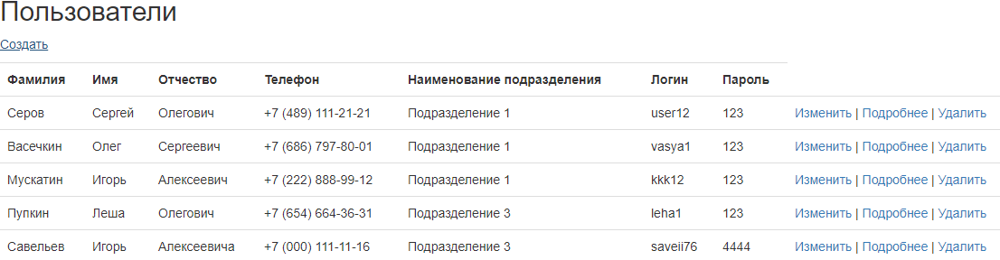 Пользователи
Создать
Фамилия Имя Отчество Телефон Наименование подразделения Логин Пароль
Серов Сергей Олегович +7 (489) 111-21-21 Подразделение 1 user12 123 Изменить | Подробнее | Удалить
Васечкин Олег Сергеевич +7 (686) 797-80-01 Подразделение 1 vasya1 123 Изменить | Подробнее | Удалить
Мускатин Игорь Алексеевич +7 (222) 888-99-12 Подразделение 1 kkk12 123 Изменить | Подробнее | Удалить
Пупкин Леша Олегович +7 (654) 664-36-31 Подразделение 3 leha1 123 Изменить | Подробнее | Удалить
Савельев Игорь Алексеевича +7 (000) 111-11-16 Подразделение 3 saveii76 4444 Изменить | Подробнее | Удалить